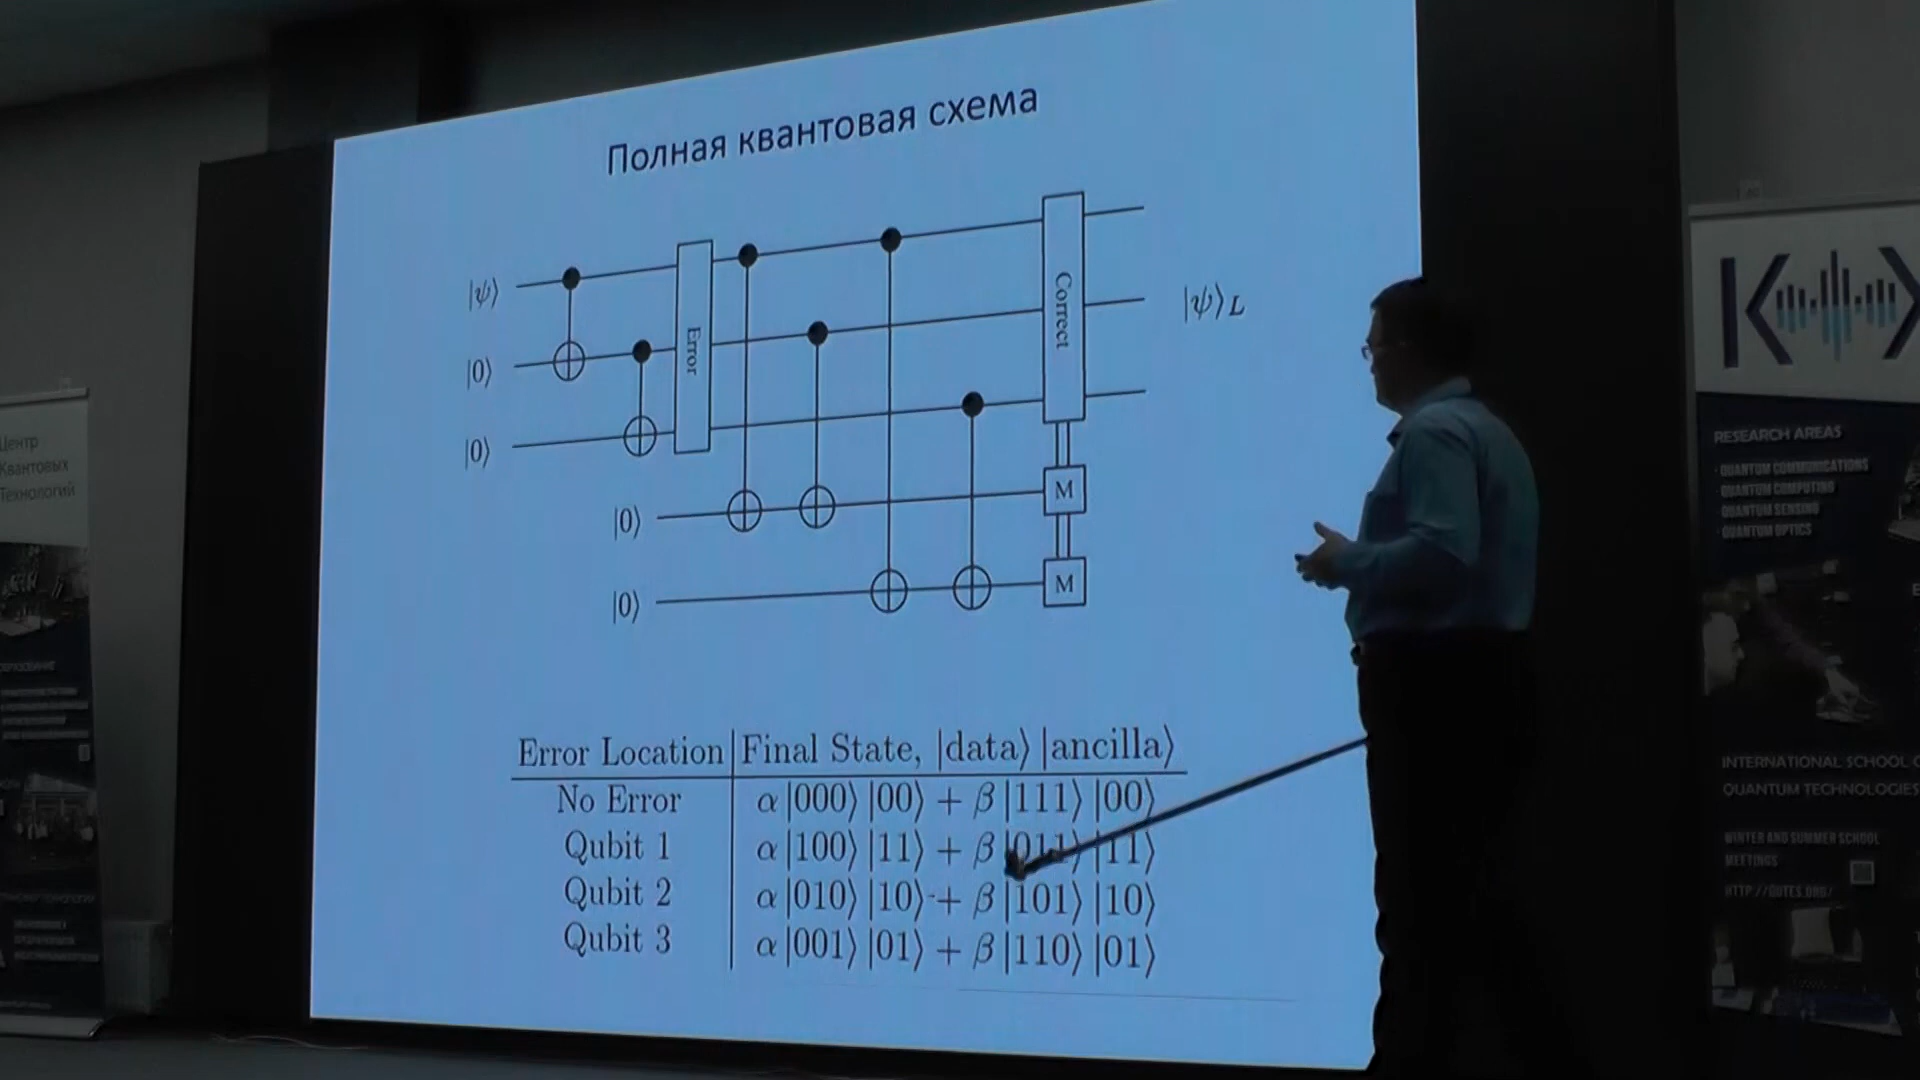 Полная квантовая схема
|ψ⟩
|0⟩
|0⟩
|0⟩
|0⟩
Error
Correct
M
M
|ψ⟩L
Error Location Final State, |data⟩ |ancilla⟩
No Error α |000⟩ |00⟩ + β |111⟩ |00⟩
Qubit 1 α |100⟩ |11⟩ + β |011⟩ |11⟩
Qubit 2 α |010⟩ |10⟩ + β |101⟩ |10⟩
Qubit 3 α |001⟩ |01⟩ + β |110⟩ |01⟩
Центр
Квантовых
Технологий
RESEARCH AREAS
· QUANTUM COMMUNICATIONS
· QUANTUM COMPUTING
· QUANTUM SENSING
· QUANTUM OPTICS
INTERNATIONAL SCHOOL
QUANTUM TECHNOLOGIES
WINTER AND SUMMER SCHOOL
MEETINGS